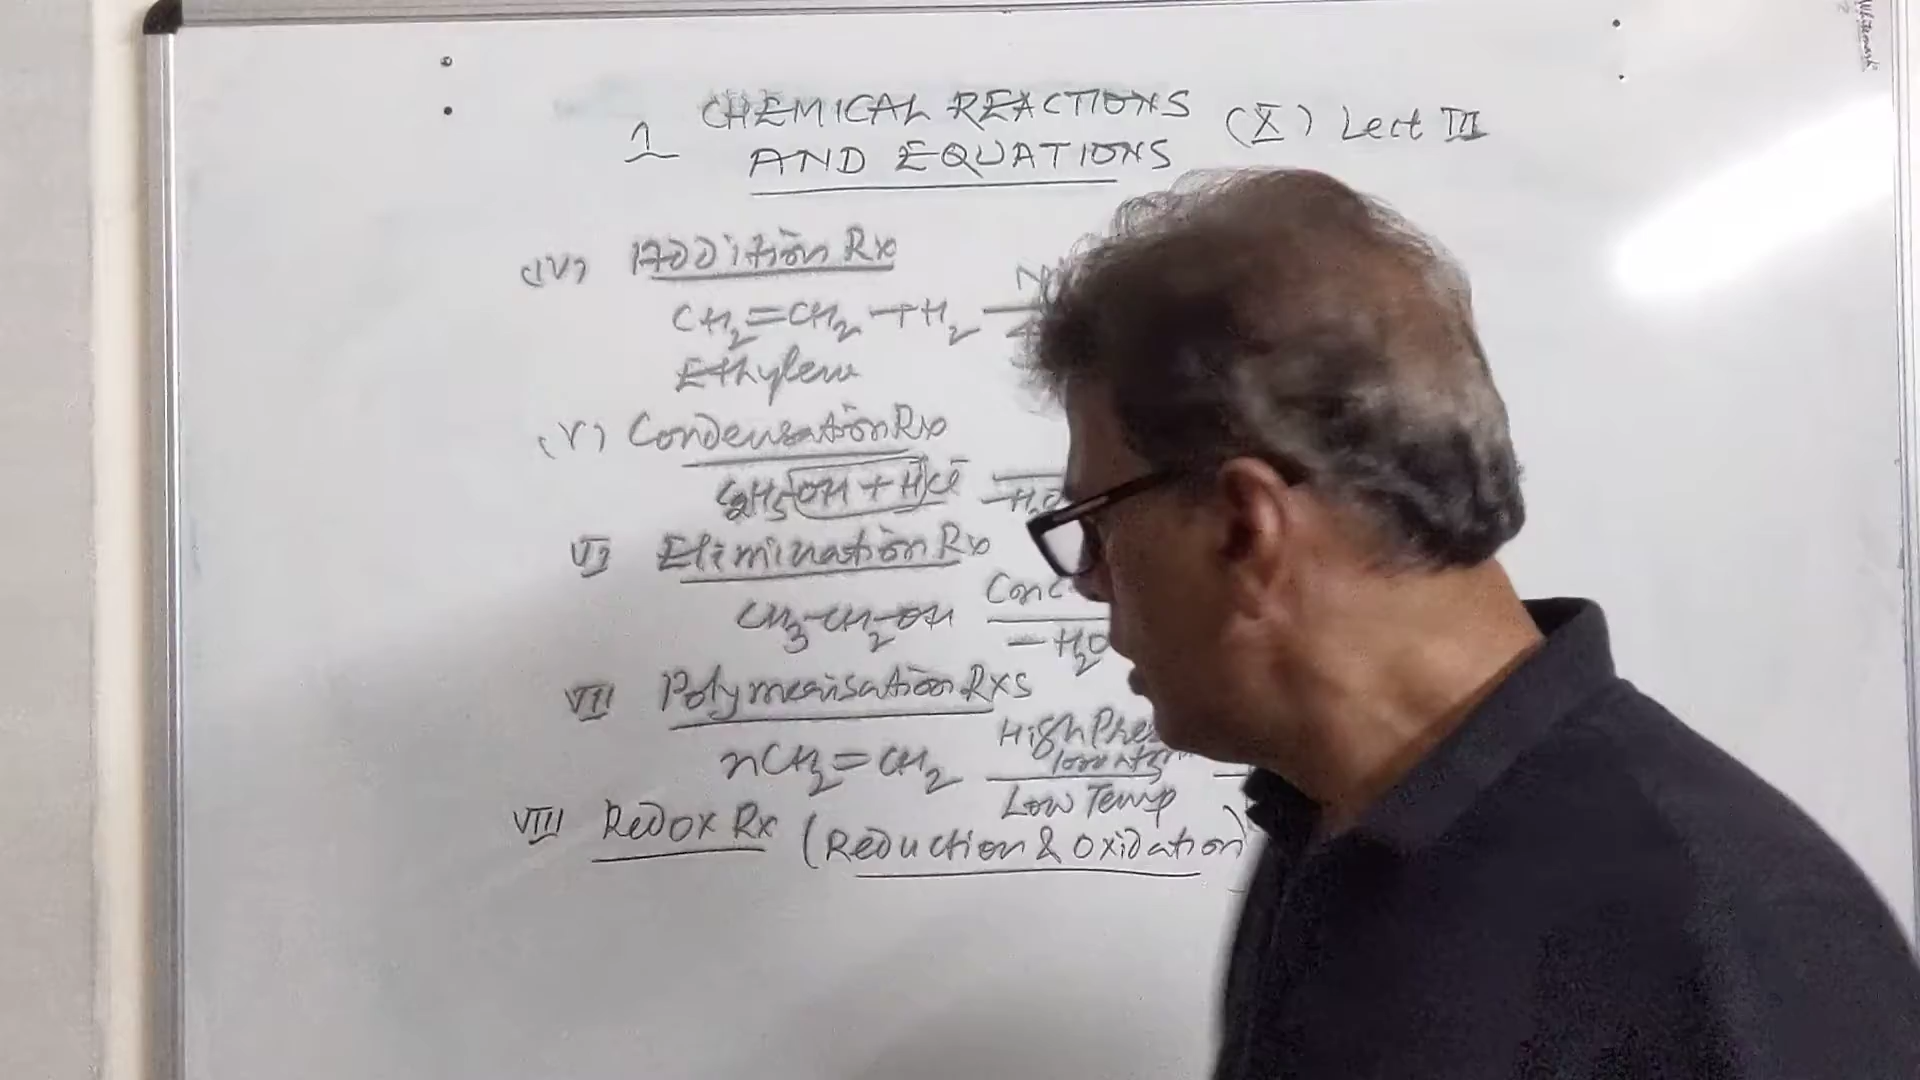 1 CHEMICAL REACTIONS (X) Lect III
AND EQUATIONS
(IV) Addition Rx
CH2=CH2 + H2
Ethylene
(V) Condensation Rx
C2H5OH + HCl -H2O
VI Elimination Rx
CH3-CH2-OH Conc
-H2O
VII Polymerisation Rxs
nCH2=CH2 High Pres
Low Temp
VIII Redox Rx (Reduction & Oxidation)
Whitemark